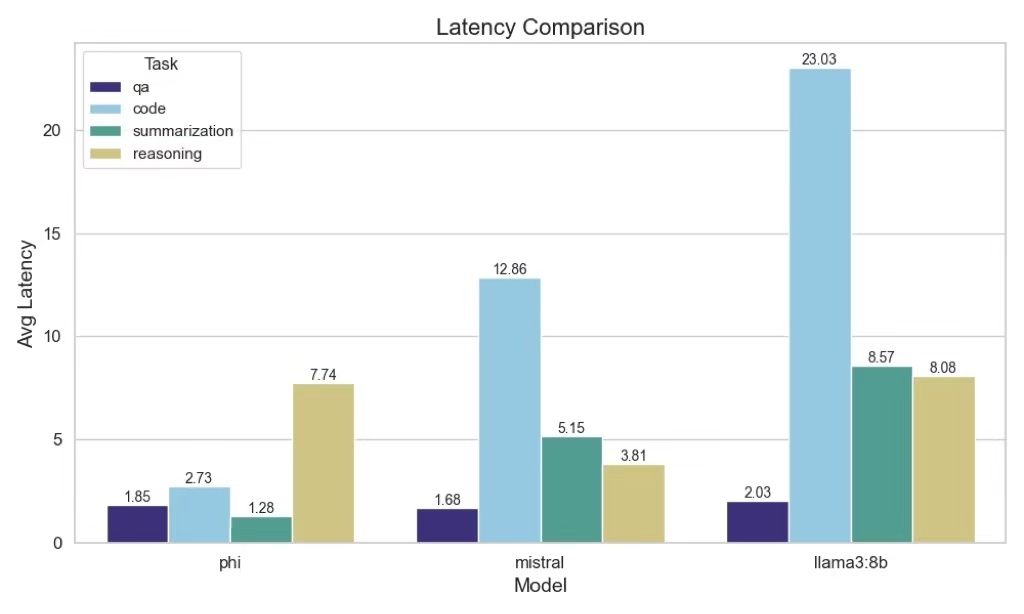 Latency Comparison
Task
qa
code
summarization
reasoning
Avg Latency
20
15
10
5
0
1.85
2.73
1.28
7.74
1.68
12.86
5.15
3.81
2.03
23.03
8.57
8.08
phi
mistral
llama3:8b
Model